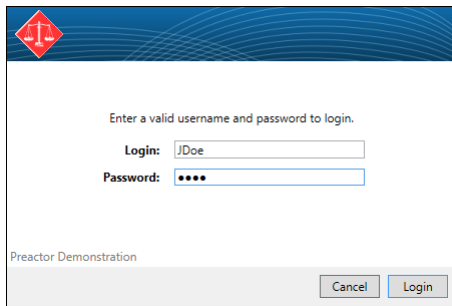 Enter a valid username and password to login.
Login: JDoe
Password: ●●●●
Preactor Demonstration
Cancel Login